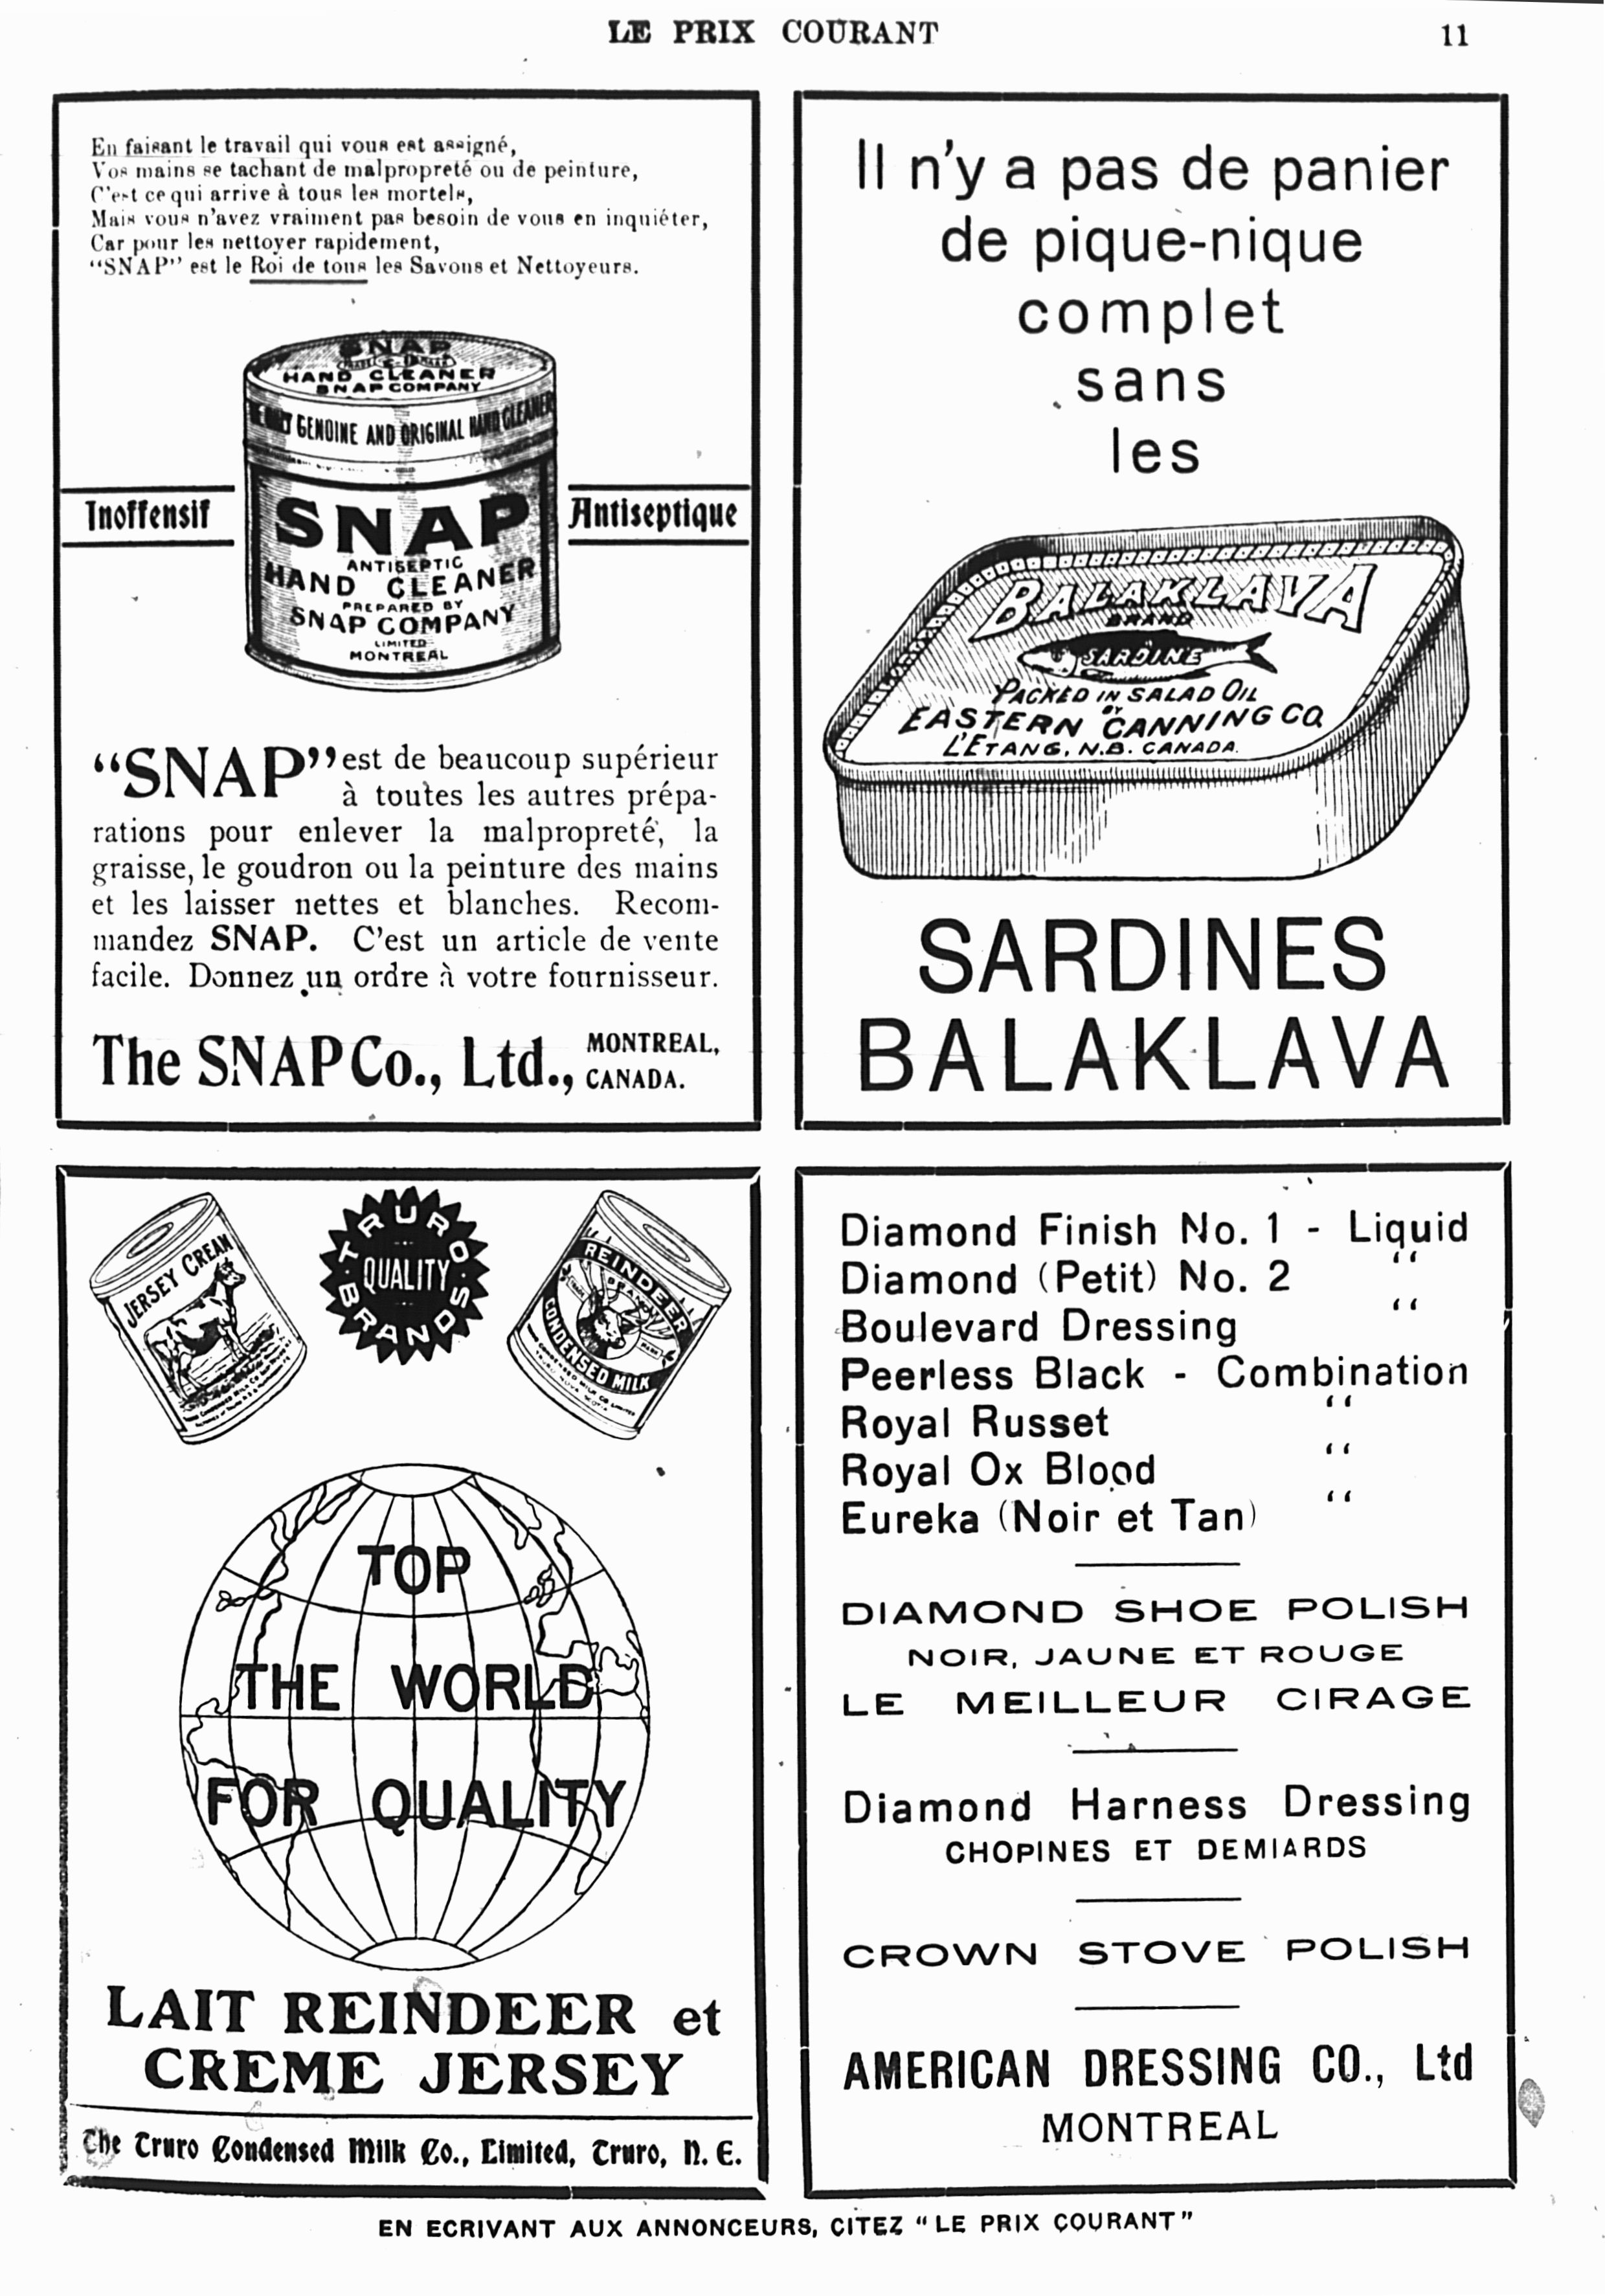 LE PRIX COURANT
11
En faisant le travail qui vous est assigné,
Vos mains se tachant de malpropreté ou de peinture,
C'est ce qui arrive à tous les mortels,
Mais vous n'avez vraiment pas besoin de vous en inquiéter,
Car pour les nettoyer rapidement,
“SNAP” est le Roi de tous les Savons et Nettoyeurs.
SNAP
HAND CLEANER
SNAP COMPANY
GENUINE AND ORIGINAL HAND CLEANER
Inoffensif
Antiseptique
SNAP
ANTISEPTIC
HAND CLEANER
PREPARED BY
SNAP COMPANY
LIMITED
MONTREAL
“SNAP” est de beaucoup supérieur
à toutes les autres prépa-
rations pour enlever la malpropreté, la
graisse, le goudron ou la peinture des mains
et les laisser nettes et blanches. Recom-
mandez SNAP. C'est un article de vente
facile. Donnez un ordre à votre fournisseur.
The SNAP Co., Ltd., MONTREAL,
CANADA.
Il n'y a pas de panier
de pique-nique
complet
sans
les
BALAKLAVA
BRAND
SARDINE
PACKED IN SALAD OIL
BY
EASTERN CANNING CO.
L'ETANG, N.B. CANADA.
SARDINES
BALAKLAVA
JERSEY CREAM
TRURO
QUALITY
BRANDS
REINDEER
BRAND
CONDENSED MILK
TOP
THE WORLD
FOR QUALITY
LAIT REINDEER et
CREME JERSEY
The Truro Condensed Milk Co., Limited, Truro, N. E.
Diamond Finish No. 1 - Liquid
Diamond (Petit) No. 2 “
Boulevard Dressing “
Peerless Black - Combination
Royal Russet “
Royal Ox Blood “
Eureka (Noir et Tan) “
DIAMOND SHOE POLISH
NOIR, JAUNE ET ROUGE
LE MEILLEUR CIRAGE
Diamond Harness Dressing
CHOPINES ET DEMIARDS
CROWN STOVE POLISH
AMERICAN DRESSING CO., Ltd
MONTREAL
EN ECRIVANT AUX ANNONCEURS, CITEZ “LE PRIX COURANT”